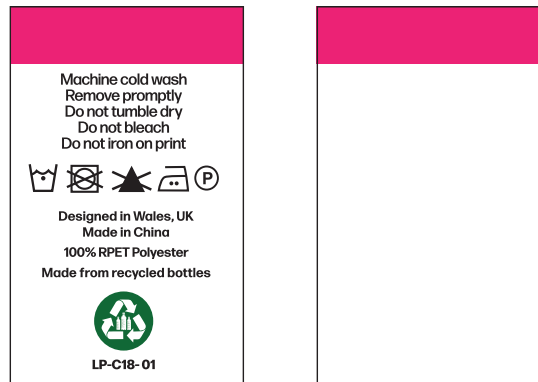 Machine cold wash
Remove promptly
Do not tumble dry
Do not bleach
Do not iron on print
P
Designed in Wales, UK
Made in China
100% RPET Polyester
Made from recycled bottles
LP-C18-01